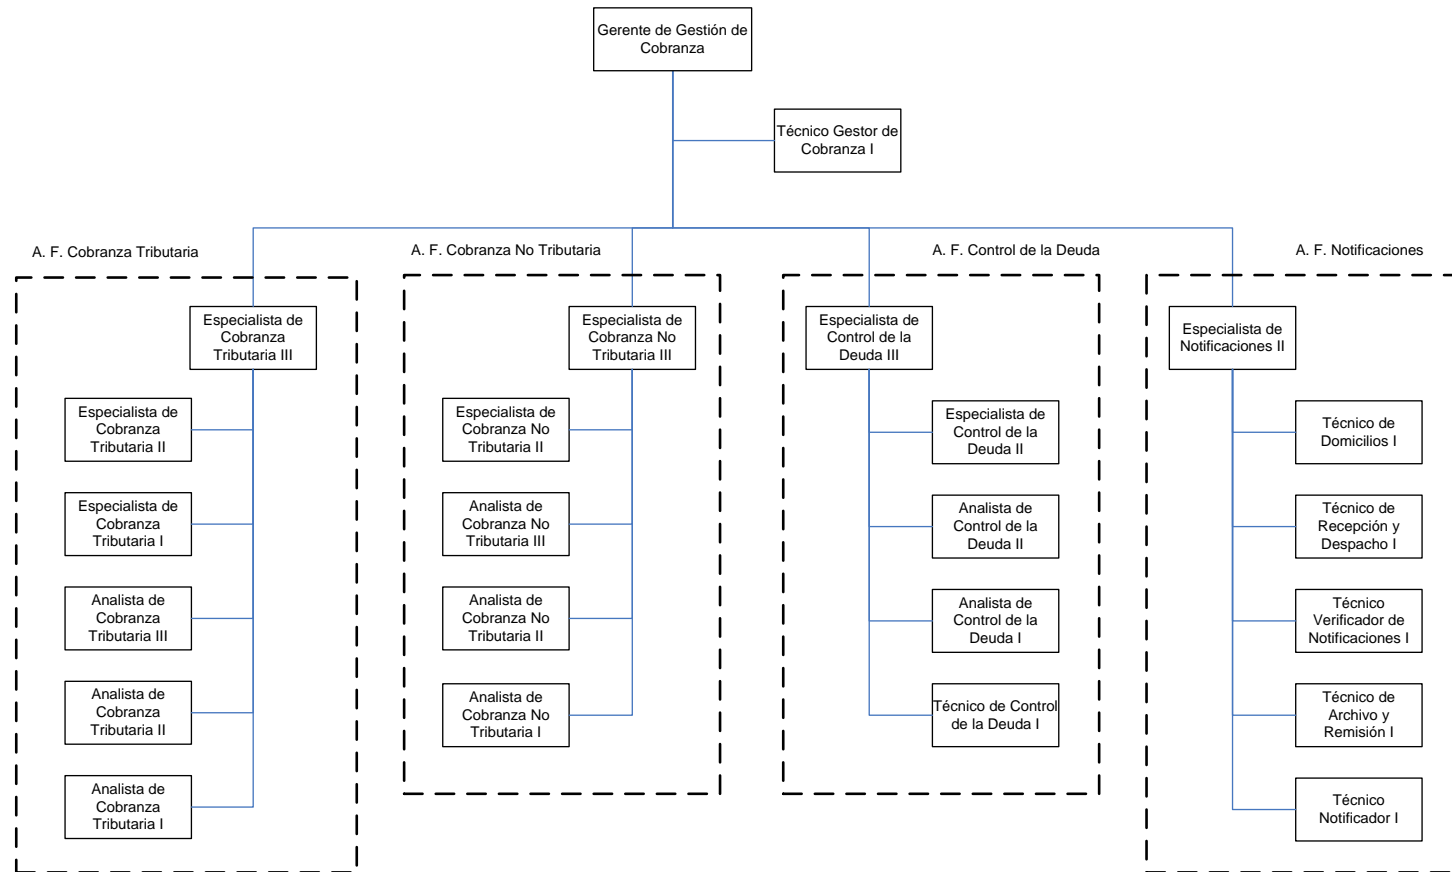 Gerente de Gestión de
Cobranza
Técnico Gestor de
Cobranza I
A. F. Cobranza Tributaria
Especialista de
Cobranza
Tributaria III
Especialista de
Cobranza
Tributaria II
Especialista de
Cobranza
Tributaria I
Analista de
Cobranza
Tributaria III
Analista de
Cobranza
Tributaria II
Analista de
Cobranza
Tributaria I
A. F. Cobranza No Tributaria
Especialista de
Cobranza No
Tributaria III
Especialista de
Cobranza No
Tributaria II
Analista de
Cobranza No
Tributaria III
Analista de
Cobranza No
Tributaria II
Analista de
Cobranza No
Tributaria I
A. F. Control de la Deuda
Especialista de
Control de la
Deuda III
Especialista de
Control de la
Deuda II
Analista de
Control de la
Deuda II
Analista de
Control de la
Deuda I
Técnico de Control
de la Deuda I
A. F. Notificaciones
Especialista de
Notificaciones II
Técnico de
Domicilios I
Técnico de
Recepción y
Despacho I
Técnico
Verificador de
Notificaciones I
Técnico de
Archivo y
Remisión I
Técnico
Notificador I